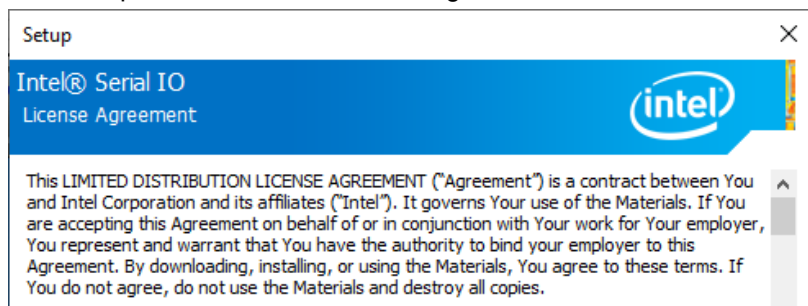 Setup
Intel® Serial IO
License Agreement
intel
This LIMITED DISTRIBUTION LICENSE AGREEMENT ("Agreement") is a contract between You
and Intel Corporation and its affiliates ("Intel"). It governs Your use of the Materials. If You
are accepting this Agreement on behalf of or in conjunction with Your work for Your employer,
You represent and warrant that You have the authority to bind your employer to this
Agreement. By downloading, installing, or using the Materials, You agree to these terms. If
You do not agree, do not use the Materials and destroy all copies.